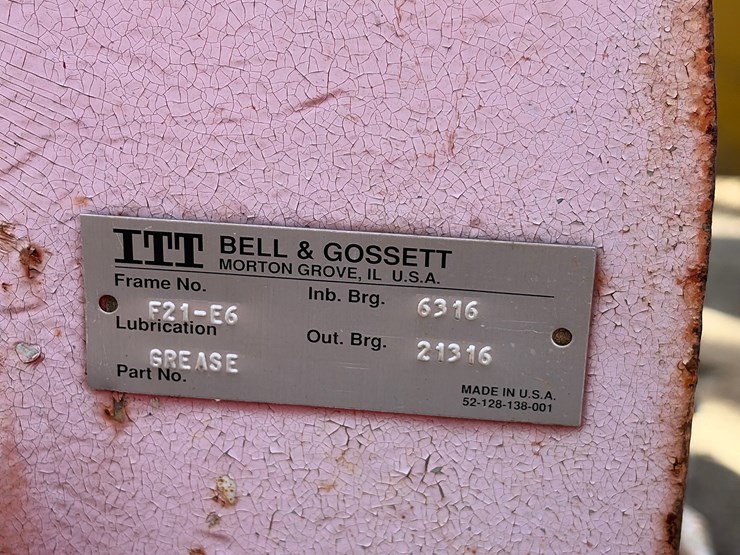 ITT BELL & GOSSETT
MORTON GROVE, IL U.S.A.
Frame No. F21-E6
Inb. Brg. 6316
Lubrication GREASE
Out. Brg. 21316
Part No.
MADE IN U.S.A.
52-128-138-001